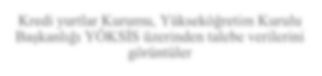 Kredi yurtlar Kurumu, Yükseköğretim Kurulu
Başkanlığı YÖKSİS üzerinden talebe verilerini
görüntüler